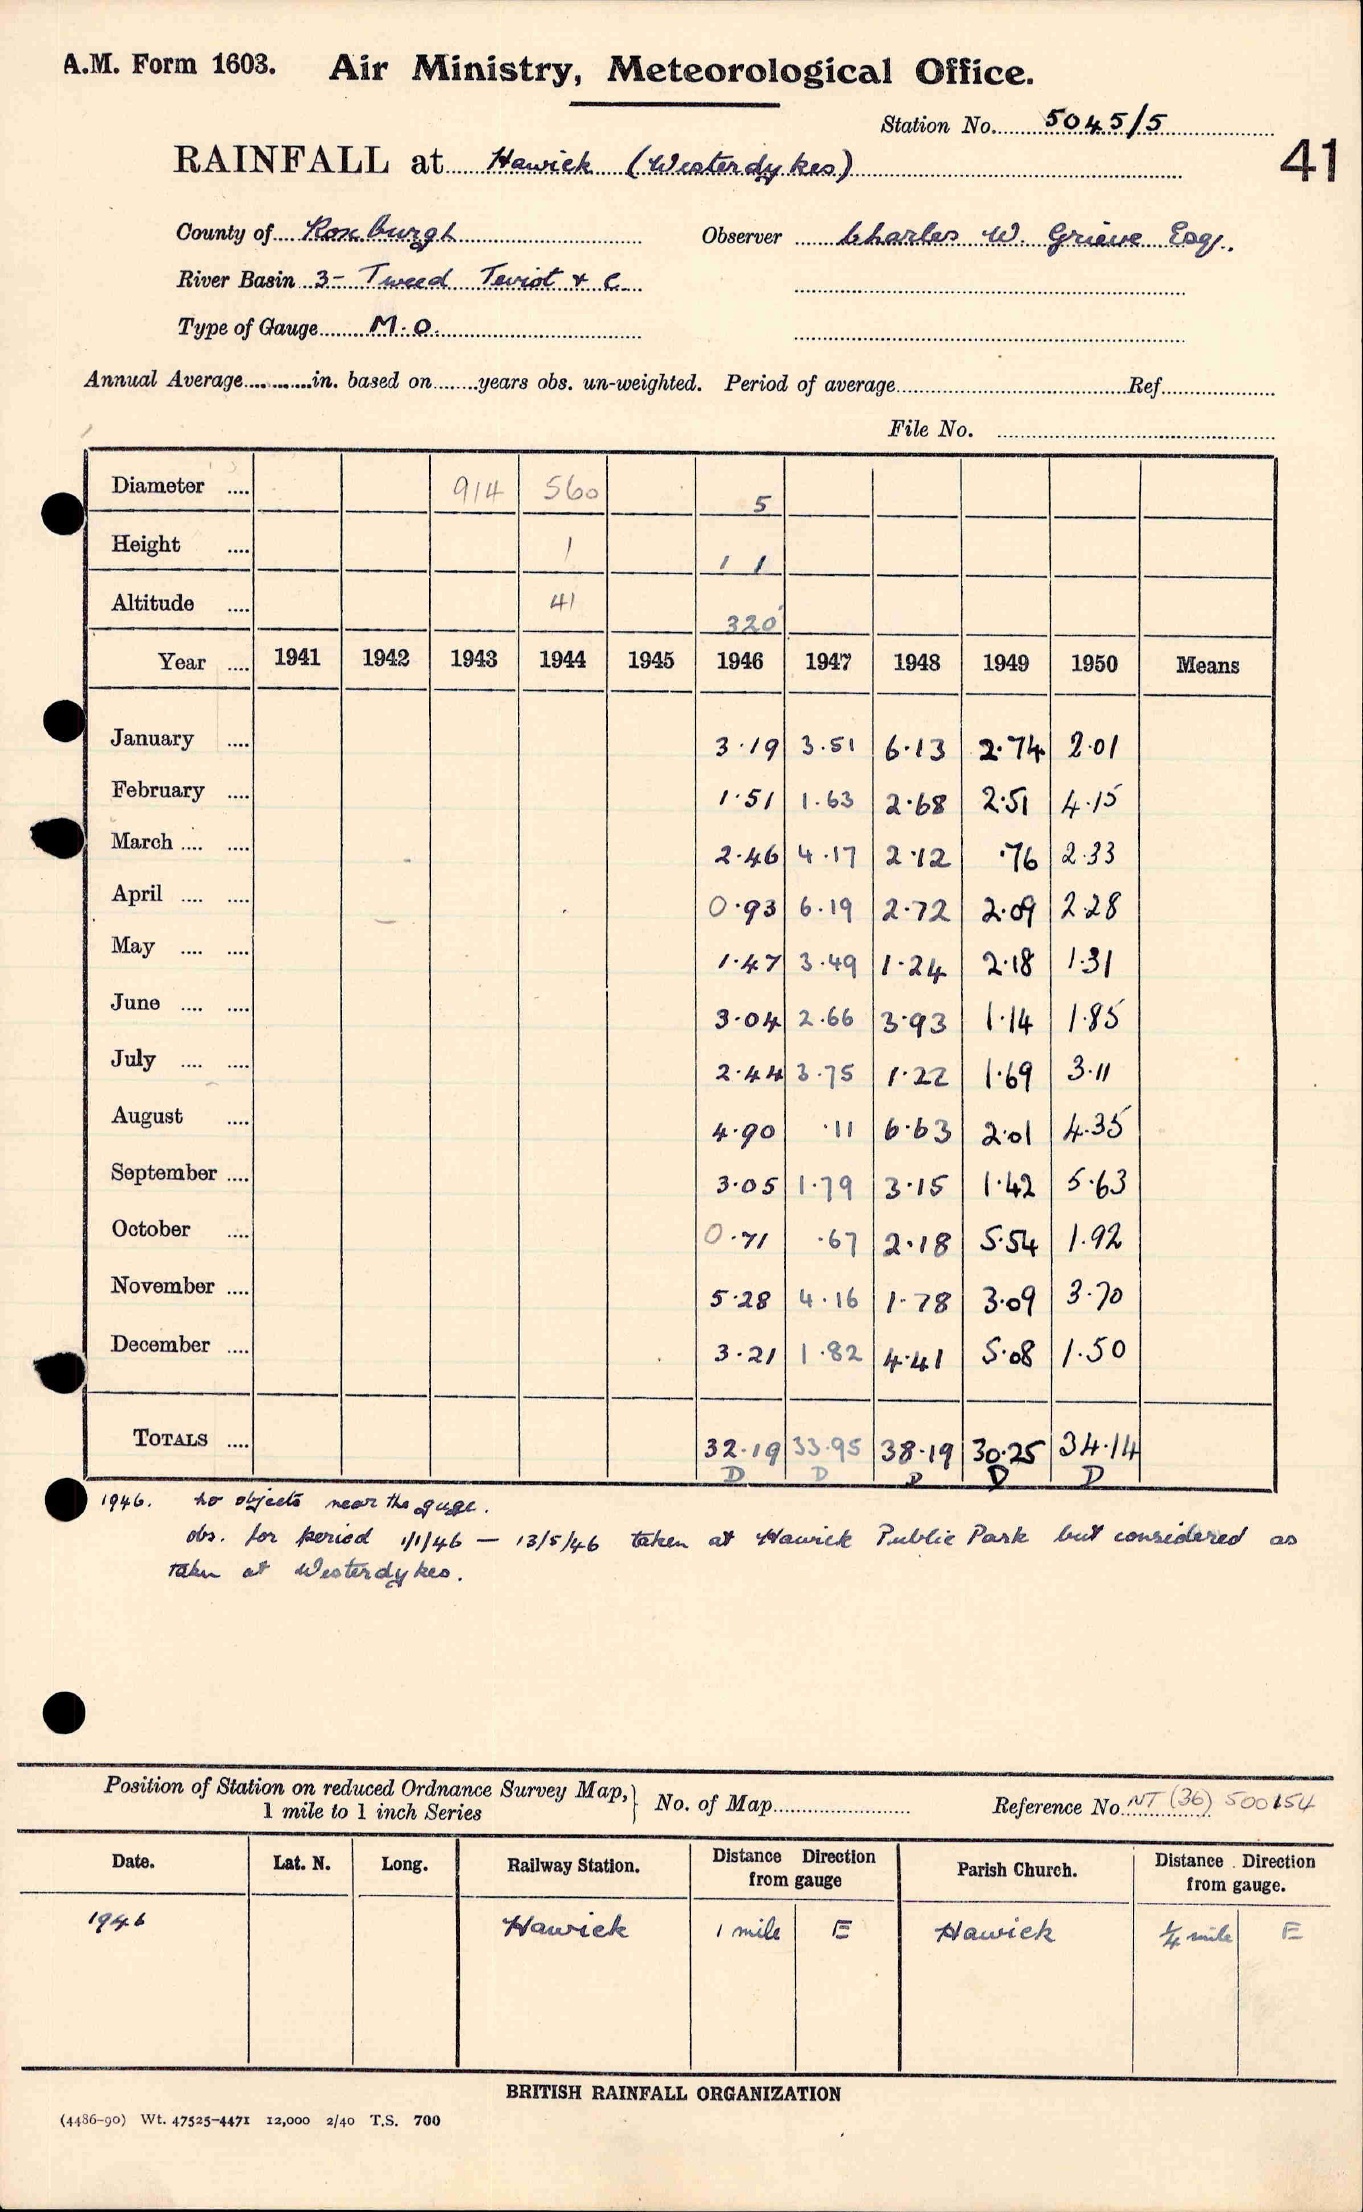 A.M. Form 1603. Air Ministry, Meteorological Office.
Station No. 5045/5
41
RAINFALL at Hawick (Westerdykes)
County of Roxburgh Observer Charles W. Grieve Esq.
River Basin 3- Tweed Teviot & C
Type of Gauge M.O.
Annual Average in. based on years obs. un-weighted. Period of average Ref.
File No.
Diameter .... 914 560 5
Height .... 1 1 1
Altitude .... 41 320'
Year .... 1941 1942 1943 1944 1945 1946 1947 1948 1949 1950 Means
January .... 3.19 3.51 6.13 2.74 2.01
February .... 1.51 1.63 2.68 2.51 4.15
March .... .... 2.46 4.17 2.12 .76 2.33
April .... .... 0.93 6.19 2.72 2.09 2.28
May .... .... 1.47 3.49 1.24 2.18 1.31
June .... .... 3.04 2.66 3.93 1.14 1.85
July .... .... 2.44 3.75 1.22 1.69 3.11
August .... 4.90 .11 6.63 2.01 4.35
September .... 3.05 1.79 3.15 1.42 5.63
October .... 0.71 .67 2.18 5.54 1.92
November .... 5.28 4.16 1.78 3.09 3.70
December .... 3.21 1.82 4.41 5.08 1.50
TOTALS .... 32.19 33.95 38.19 30.25 34.14
D D D D D
1946. no objects near the guge.
obs. for period 1/1/46 — 13/5/46 taken at Hawick Public Park but considered as
taken at Westerdykes.
Position of Station on reduced Ordnance Survey Map, } No. of Map Reference No NT (36) 500154
1 mile to 1 inch Series
Date. Lat. N. Long. Railway Station. Distance Direction from gauge Parish Church. Distance Direction from gauge.
1946 Hawick 1 mile E Hawick 1/4 mile E
BRITISH RAINFALL ORGANIZATION
(4486-90) Wt. 47525-4471 12,000 2/40 T.S. 700